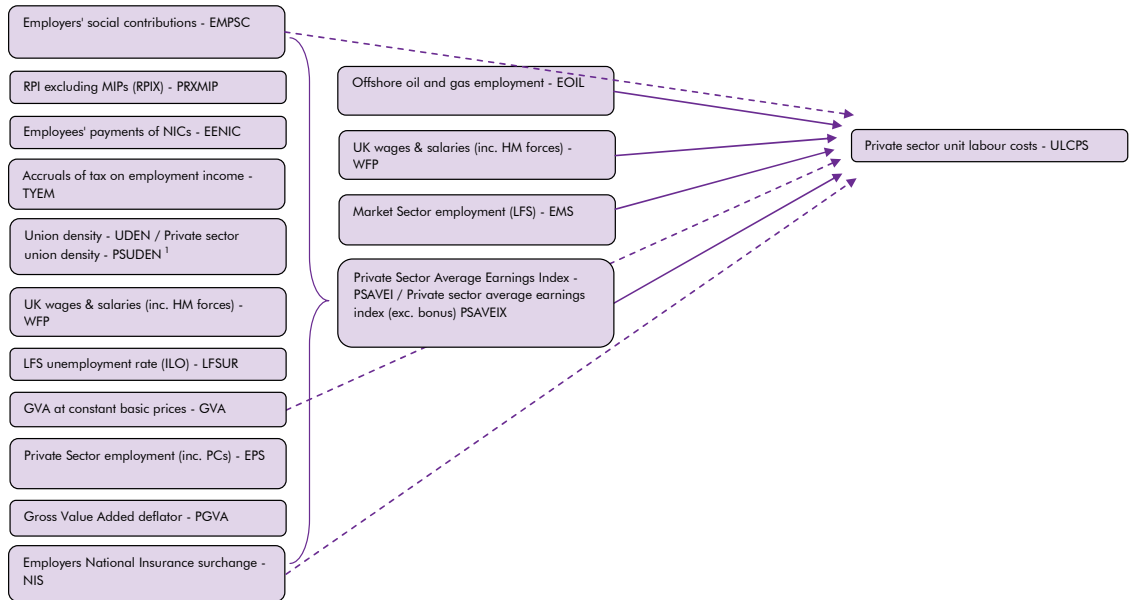 Employers' social contributions - EMPSC
RPI excluding MIPs (RPIX) - PRXMIP
Employees' payments of NICs - EENIC
Accruals of tax on employment income -
TYEM
Union density - UDEN / Private sector
union density - PSUDEN 1
UK wages & salaries (inc. HM forces) -
WFP
LFS unemployment rate (ILO) - LFSUR
GVA at constant basic prices - GVA
Private Sector employment (inc. PCs) - EPS
Gross Value Added deflator - PGVA
Employers National Insurance surchange -
NIS
Offshore oil and gas employment - EOIL
UK wages & salaries (inc. HM forces) -
WFP
Market Sector employment (LFS) - EMS
Private Sector Average Earnings Index -
PSAVEI / Private sector average earnings
index (exc. bonus) PSAVEIX
Private sector unit labour costs - ULCPS